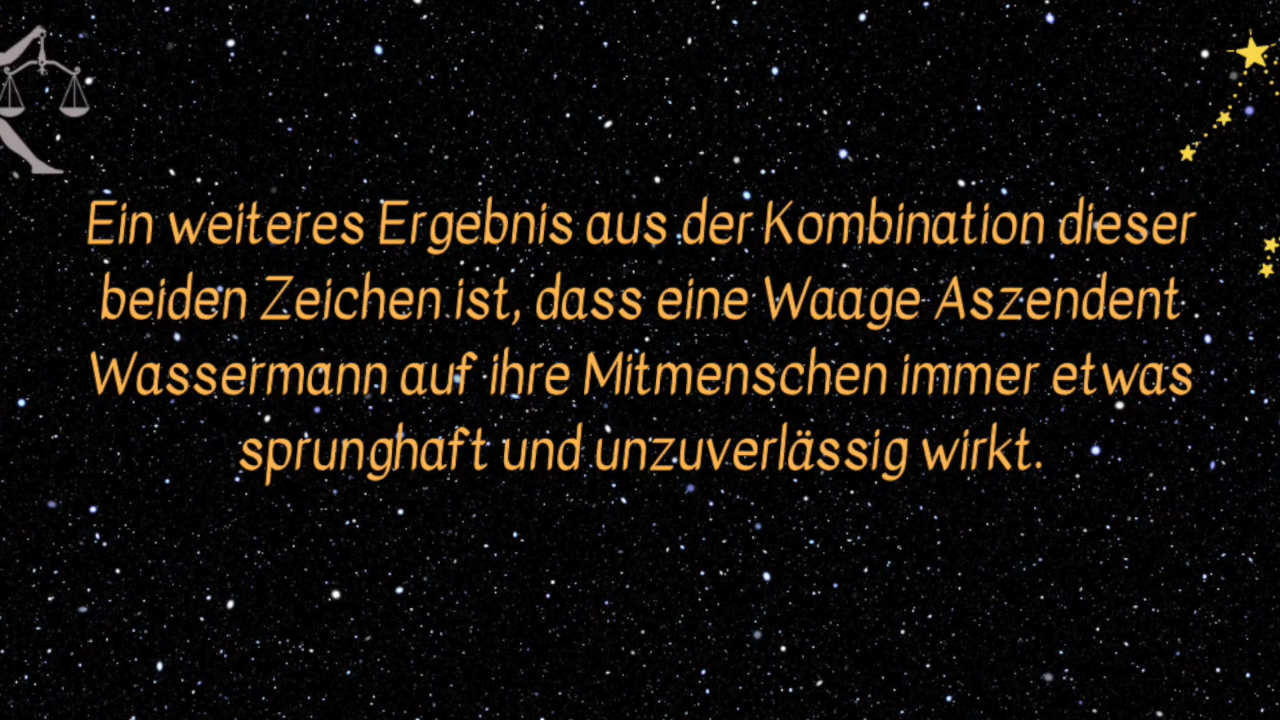 Ein weiteres Ergebnis aus der Kombination dieser
beiden Zeichen ist, dass eine Waage Aszendent
Wassermann auf ihre Mitmenschen immer etwas
sprunghaft und unzuverlässig wirkt.